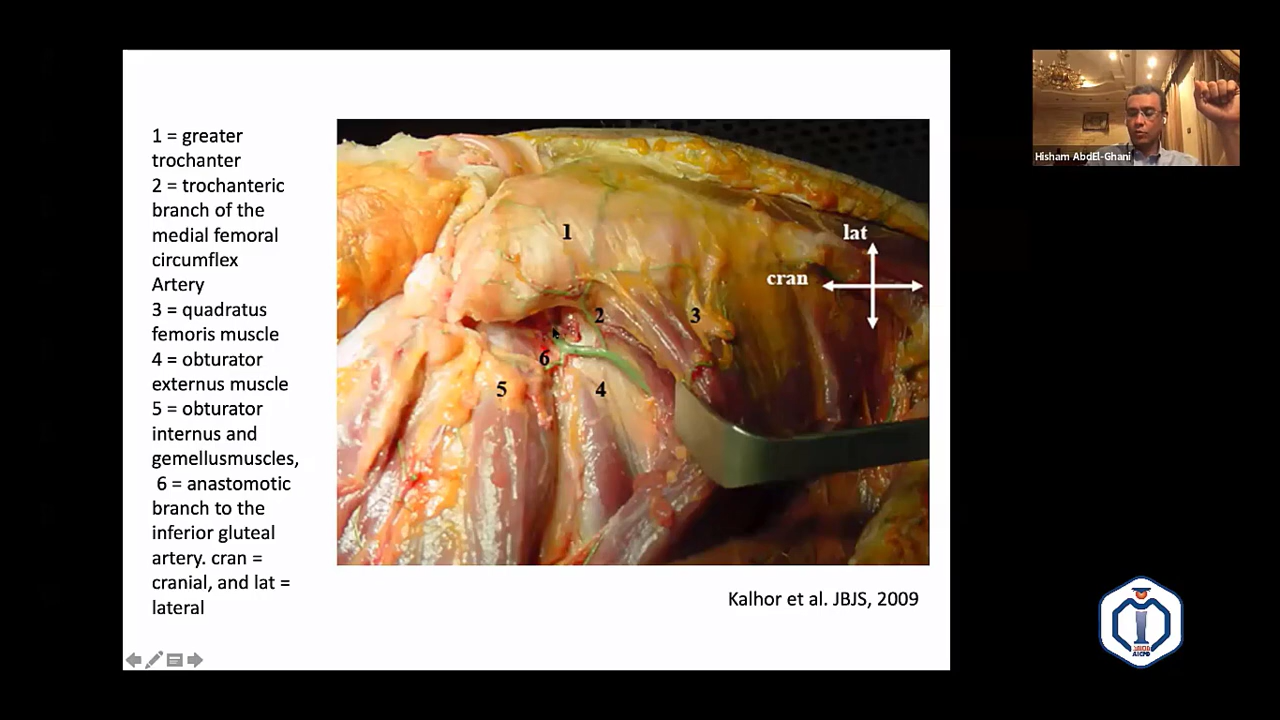 1 = greater
trochanter
2 = trochanteric
branch of the
medial femoral
circumflex
Artery
3 = quadratus
femoris muscle
4 = obturator
externus muscle
5 = obturator
internus and
gemellusmuscles,
6 = anastomotic
branch to the
inferior gluteal
artery. cran =
cranial, and lat =
lateral
lat
1
cran
2
3
6
5
4
Kalhor et al. JBJS, 2009
Hisham AbdEl-Ghani